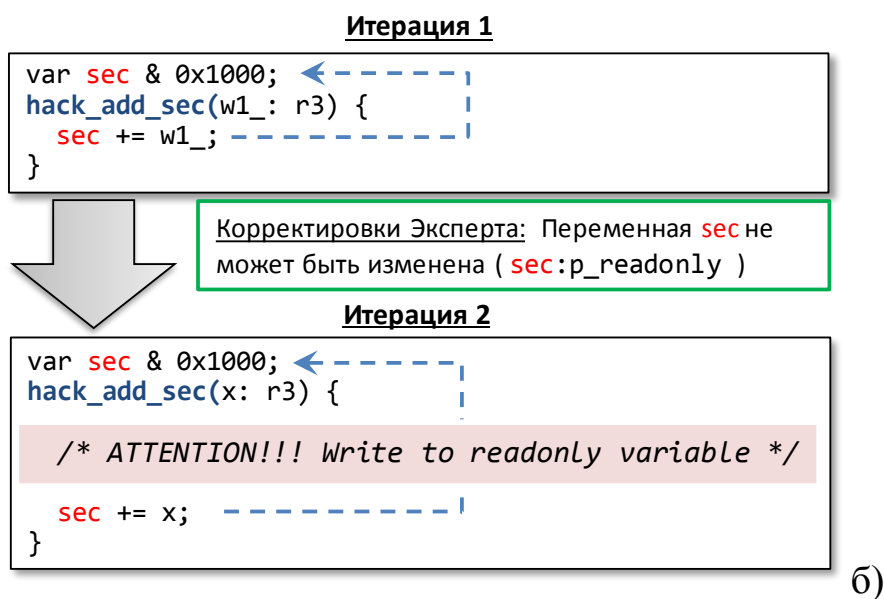 Итерация 1
var sec & 0x1000;
hack_add_sec(w1_: r3) {
sec += w1_;
}
Корректировки Эксперта: Переменная sec не
может быть изменена ( sec:p_readonly )
Итерация 2
var sec & 0x1000;
hack_add_sec(x: r3) {
/* ATTENTION!!! Write to readonly variable */
sec += x;
}
б)